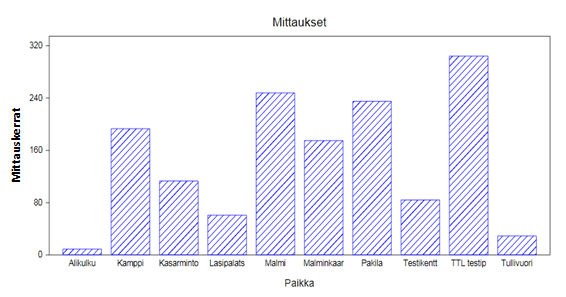 Mittaukset
320
240
160
80
0
Mittauskerrat
Alikulku Kamppi Kasarminto Lasipalats Malmi Malminkaar Pakila Testikentt TTL testip Tullivuori
Paikka